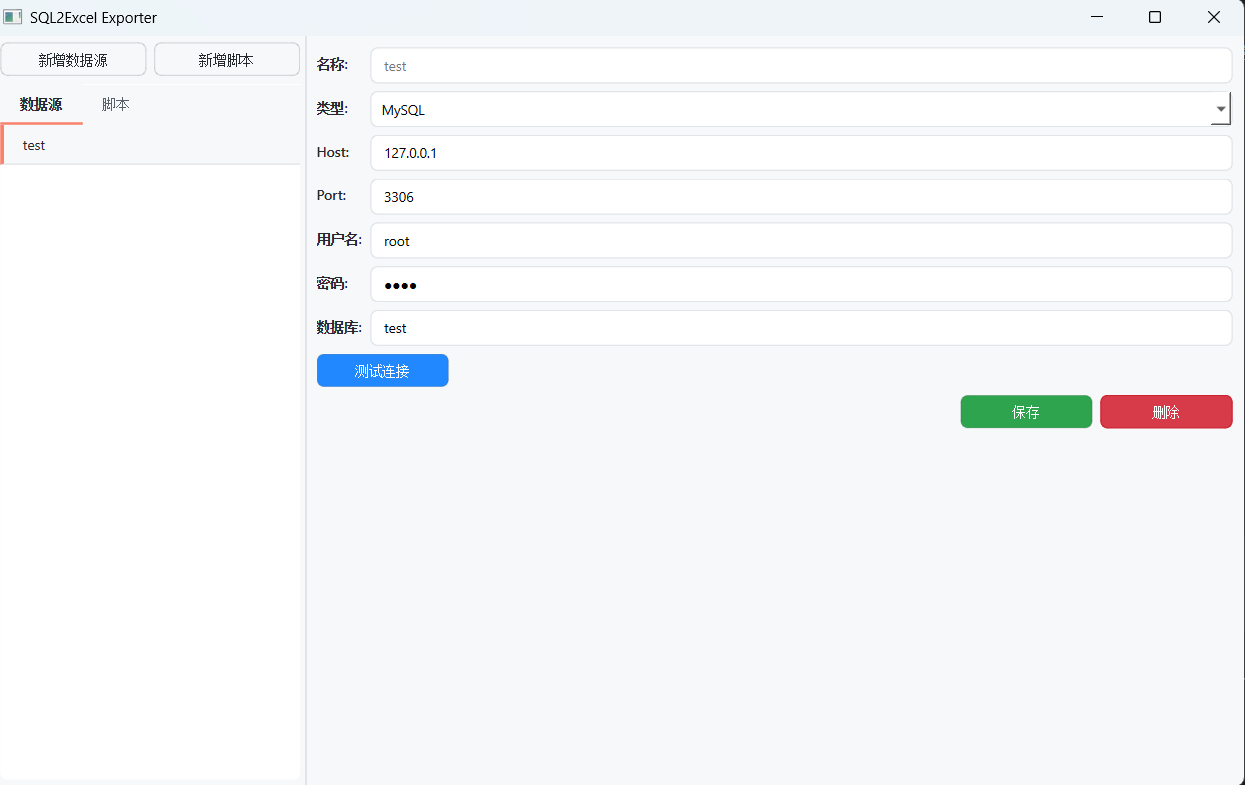 SQL2Excel Exporter
新增数据源 新增脚本
数据源 脚本
test
名称: test
类型: MySQL
Host: 127.0.0.1
Port: 3306
用户名: root
密码: ●●●●
数据库: test
测试连接
保存 删除